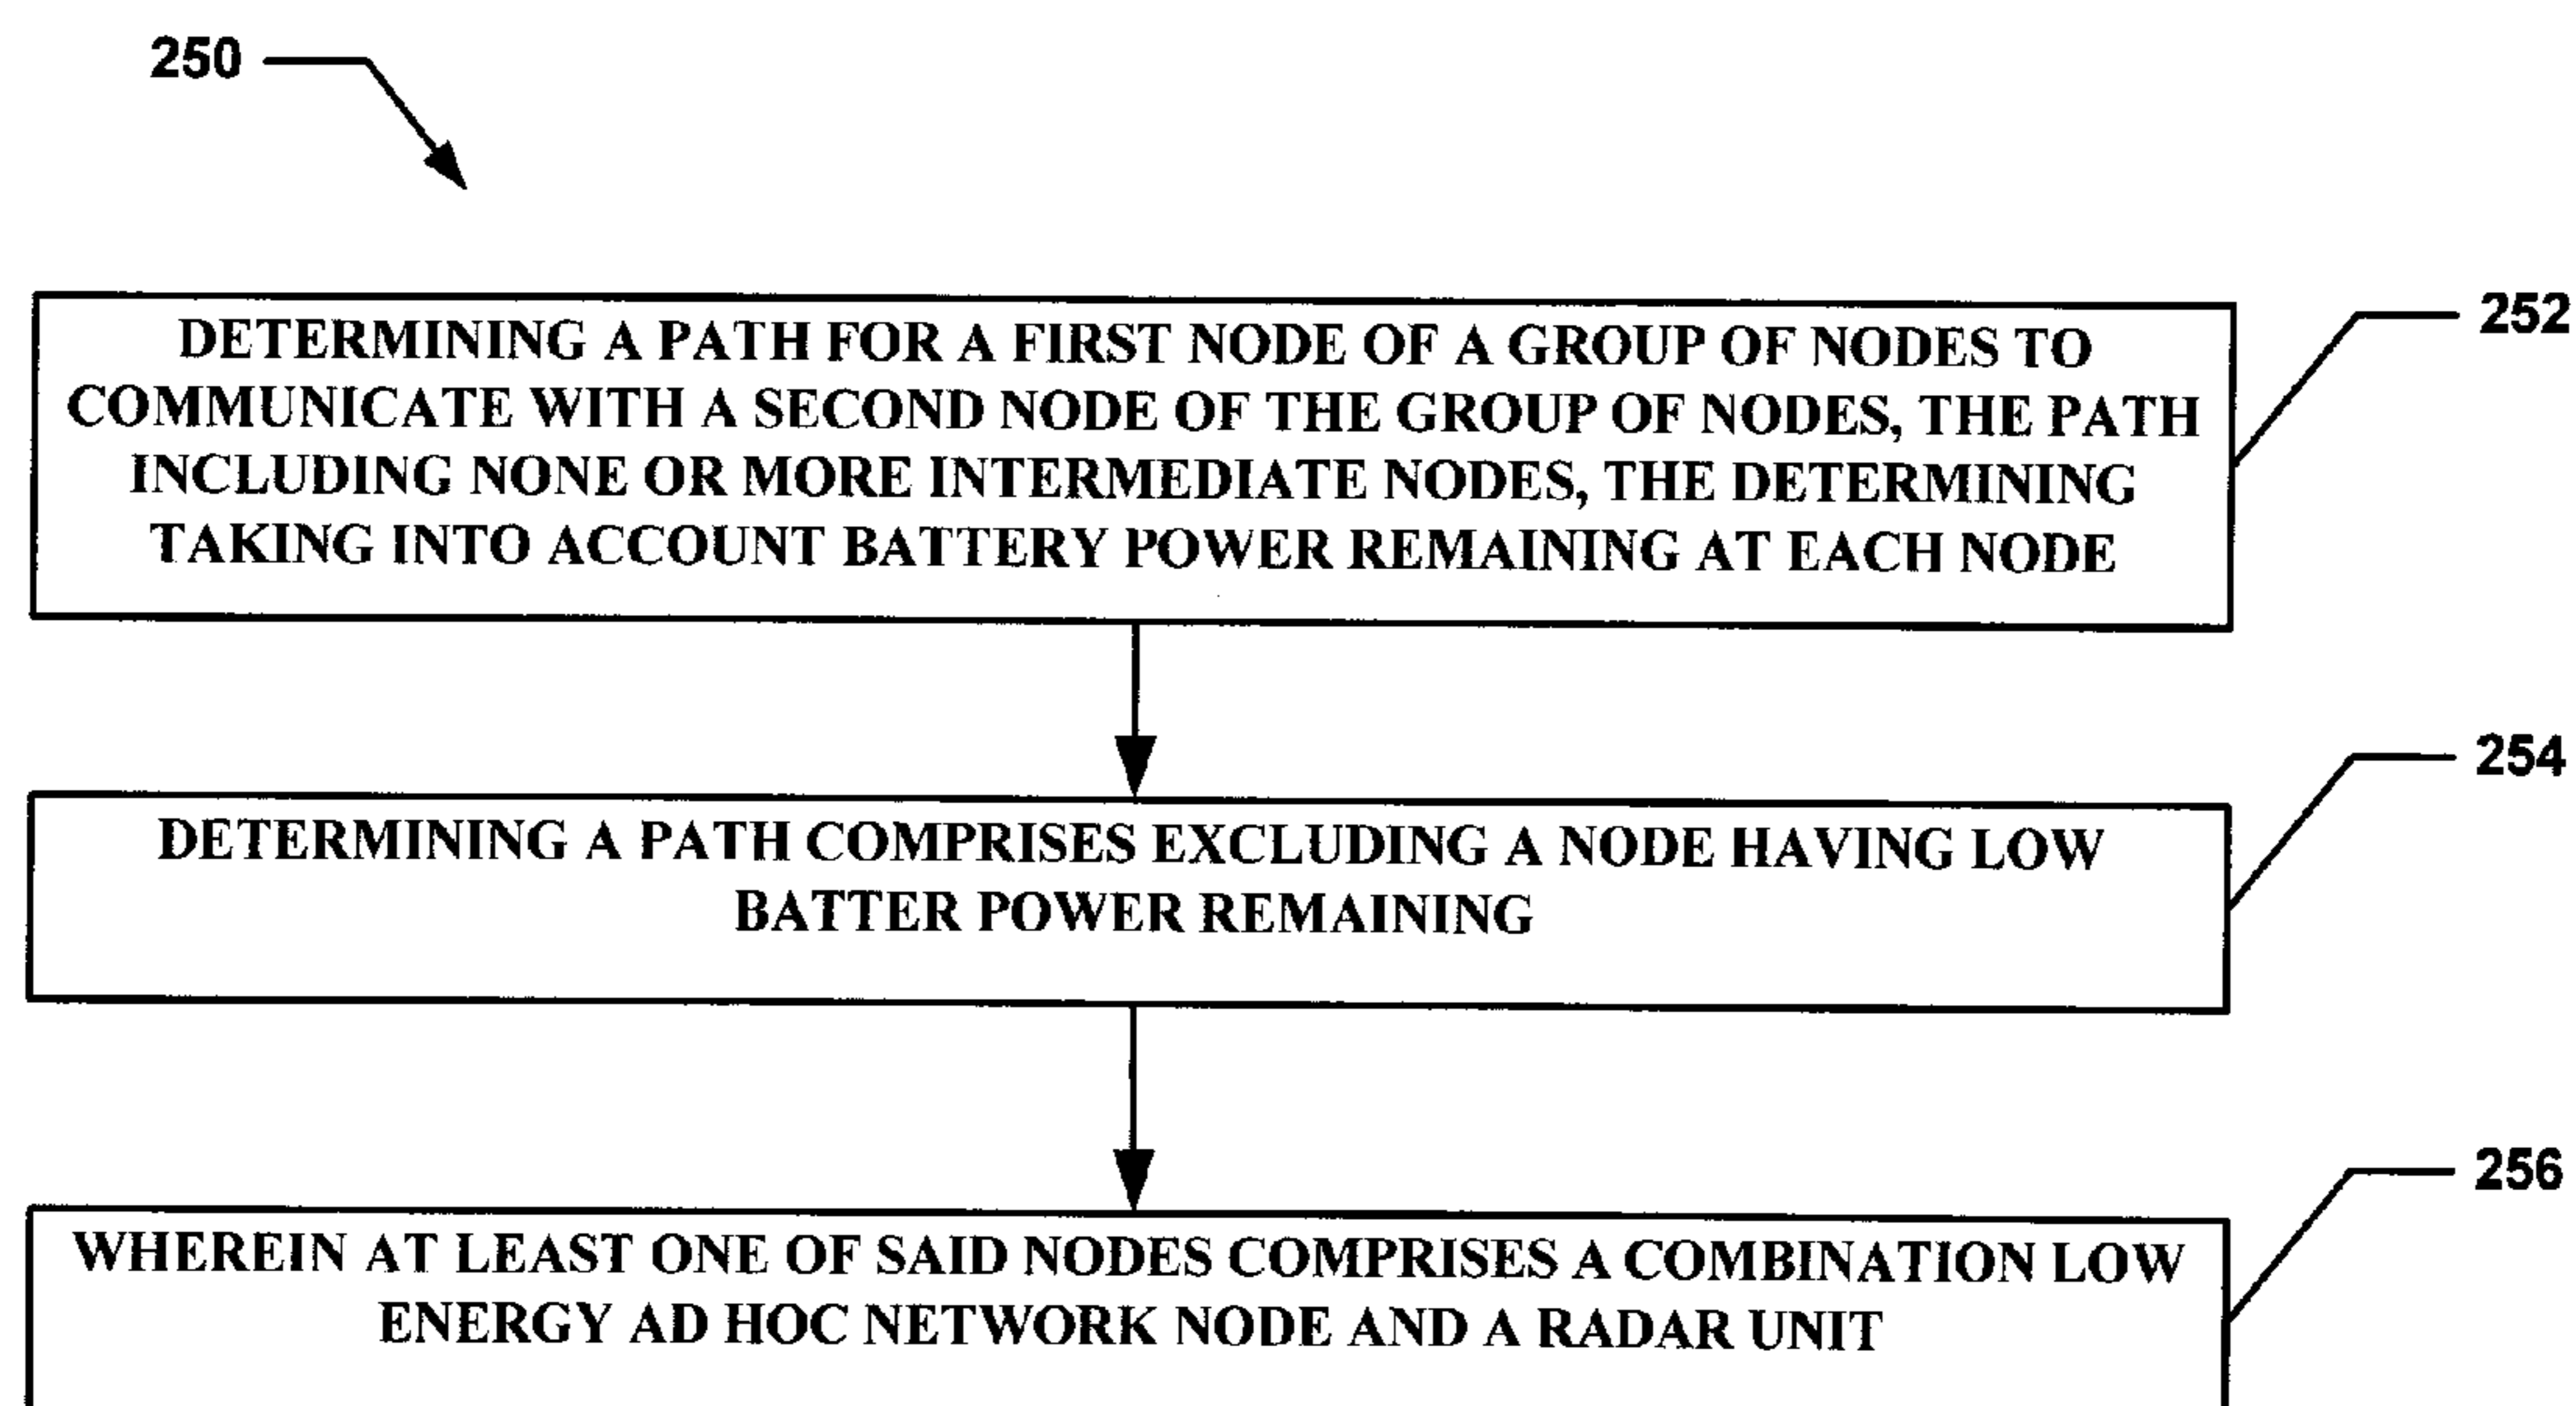 250
252
DETERMINING A PATH FOR A FIRST NODE OF A GROUP OF NODES TO
COMMUNICATE WITH A SECOND NODE OF THE GROUP OF NODES, THE PATH
INCLUDING NONE OR MORE INTERMEDIATE NODES, THE DETERMINING
TAKING INTO ACCOUNT BATTERY POWER REMAINING AT EACH NODE
254
DETERMINING A PATH COMPRISES EXCLUDING A NODE HAVING LOW
BATTER POWER REMAINING
256
WHEREIN AT LEAST ONE OF SAID NODES COMPRISES A COMBINATION LOW
ENERGY AD HOC NETWORK NODE AND A RADAR UNIT